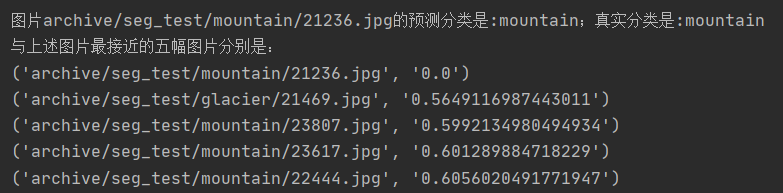 图片archive/seg_test/mountain/21236.jpg的预测分类是:mountain；真实分类是:mountain
与上述图片最接近的五幅图片分别是：
('archive/seg_test/mountain/21236.jpg', '0.0')
('archive/seg_test/glacier/21469.jpg', '0.5649116987443011')
('archive/seg_test/mountain/23807.jpg', '0.5992134980494934')
('archive/seg_test/mountain/23617.jpg', '0.601289884718229')
('archive/seg_test/mountain/22444.jpg', '0.6056020491771947')